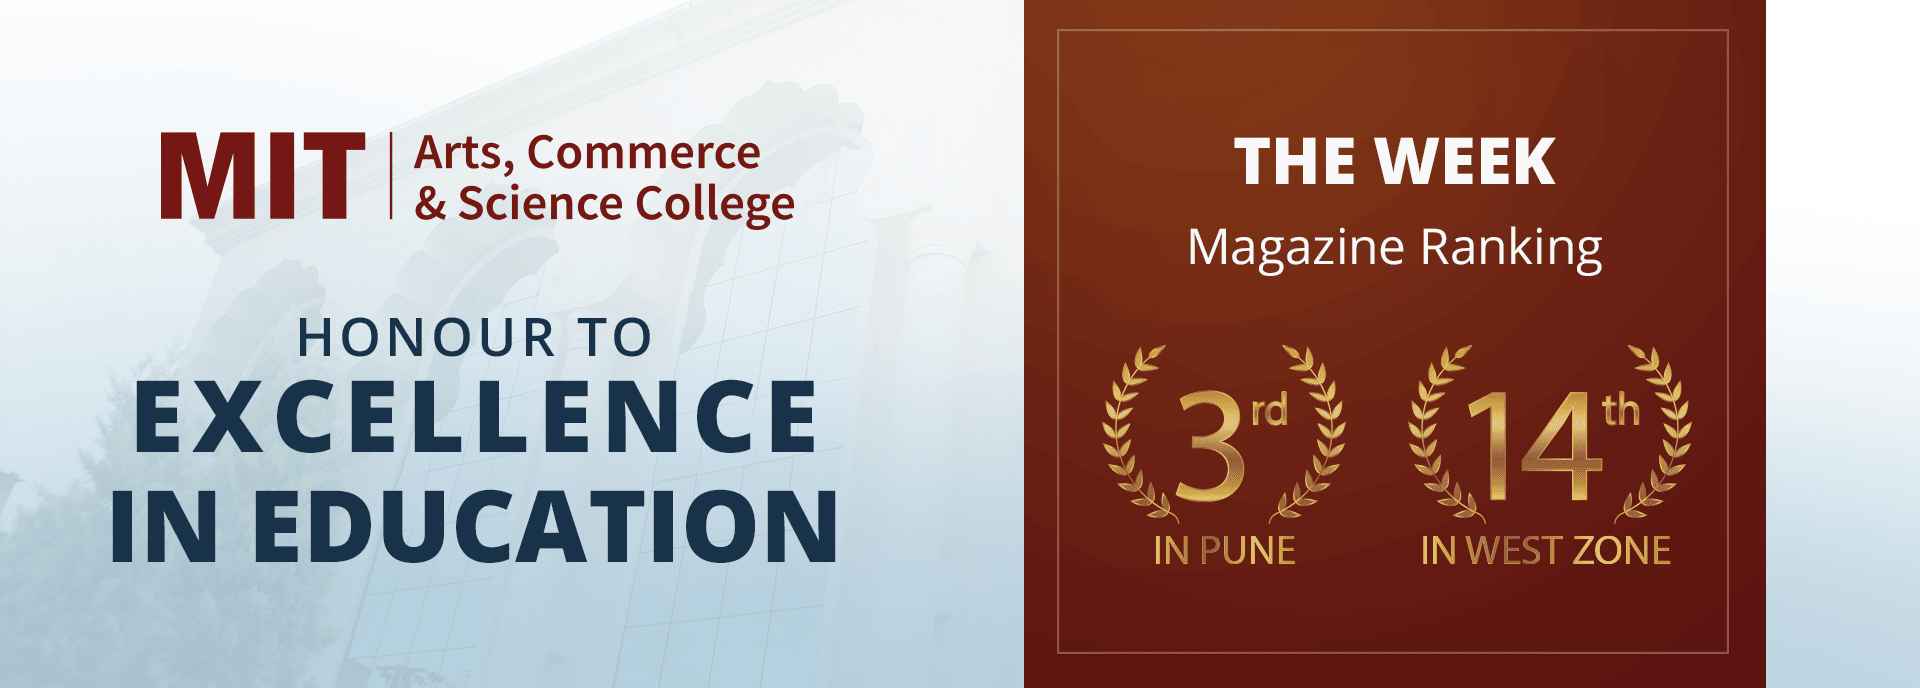 MIT
Arts, Commerce
& Science College
HONOUR TO
EXCELLENCE
IN EDUCATION
THE WEEK
Magazine Ranking
3rd
IN PUNE
14th
IN WEST ZONE